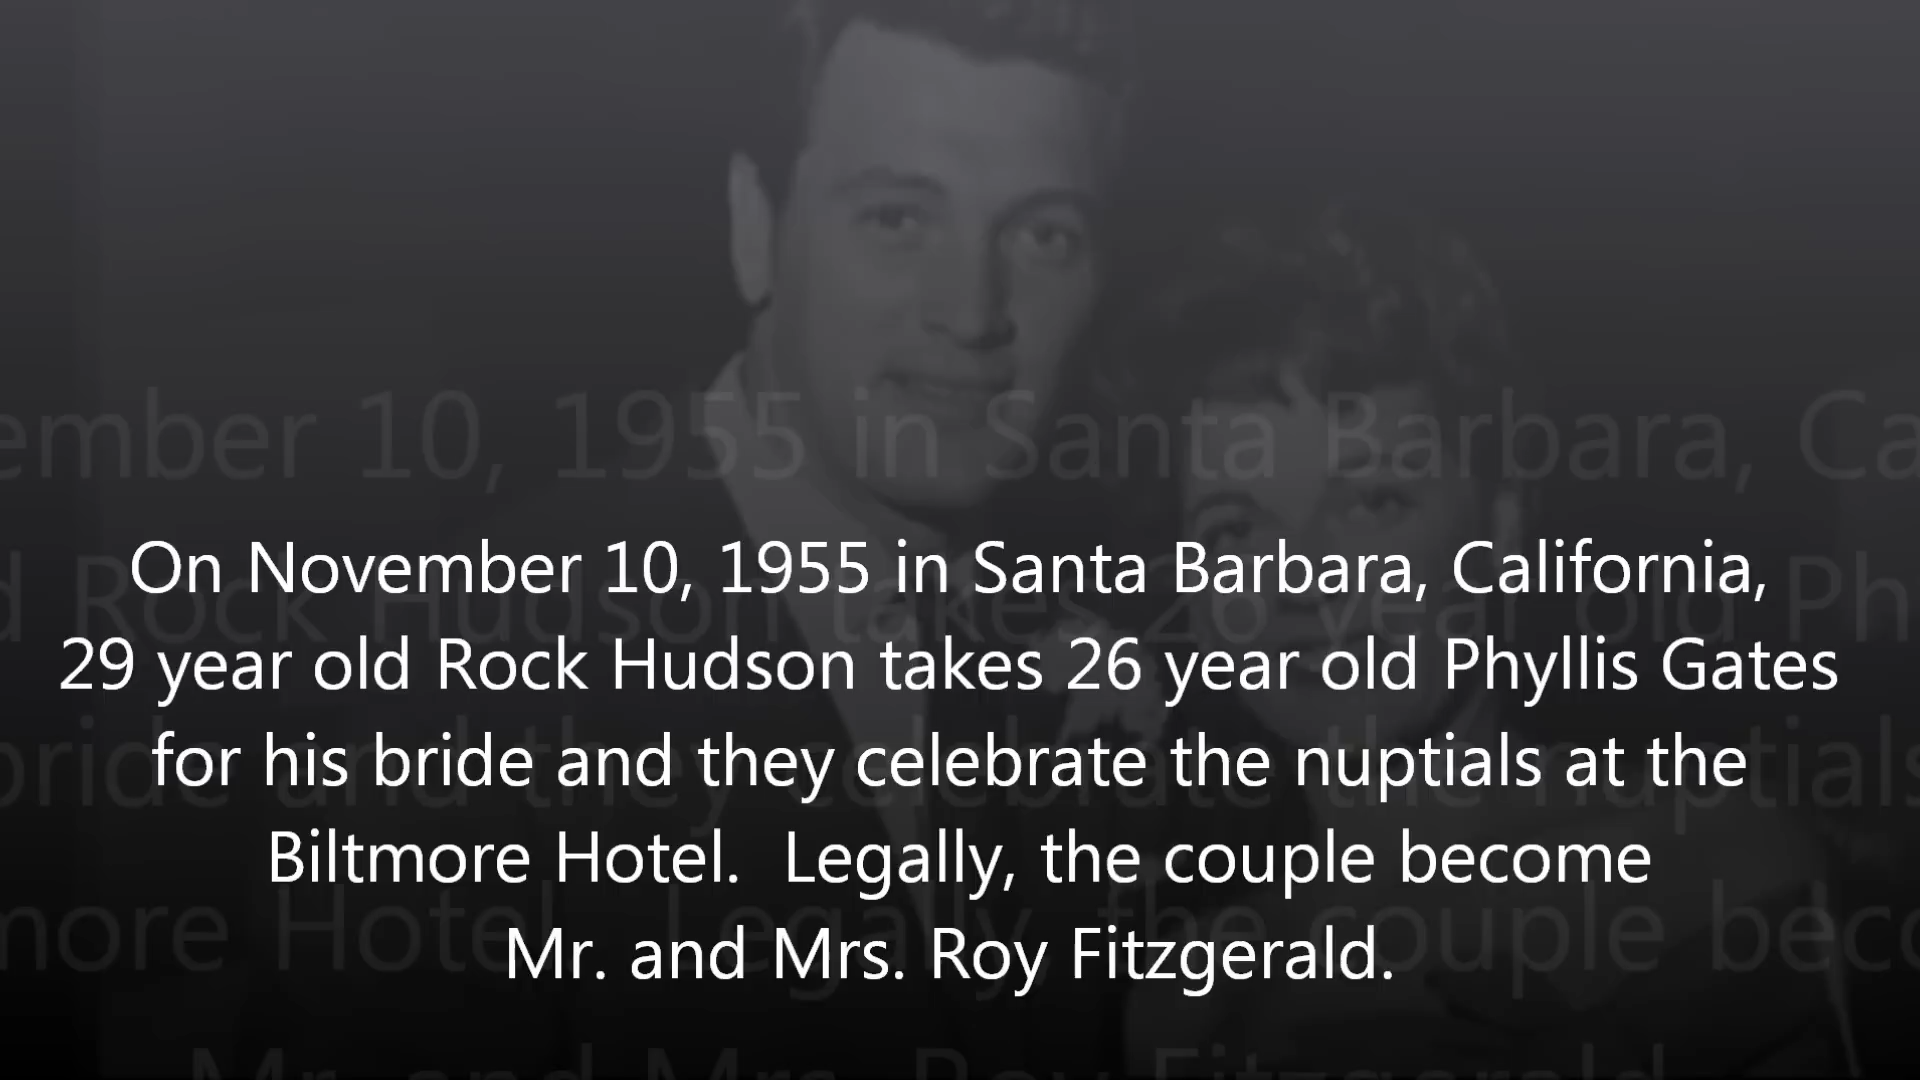 On November 10, 1955 in Santa Barbara, California,
29 year old Rock Hudson takes 26 year old Phyllis Gates
for his bride and they celebrate the nuptials at the
Biltmore Hotel.  Legally, the couple become
Mr. and Mrs. Roy Fitzgerald.